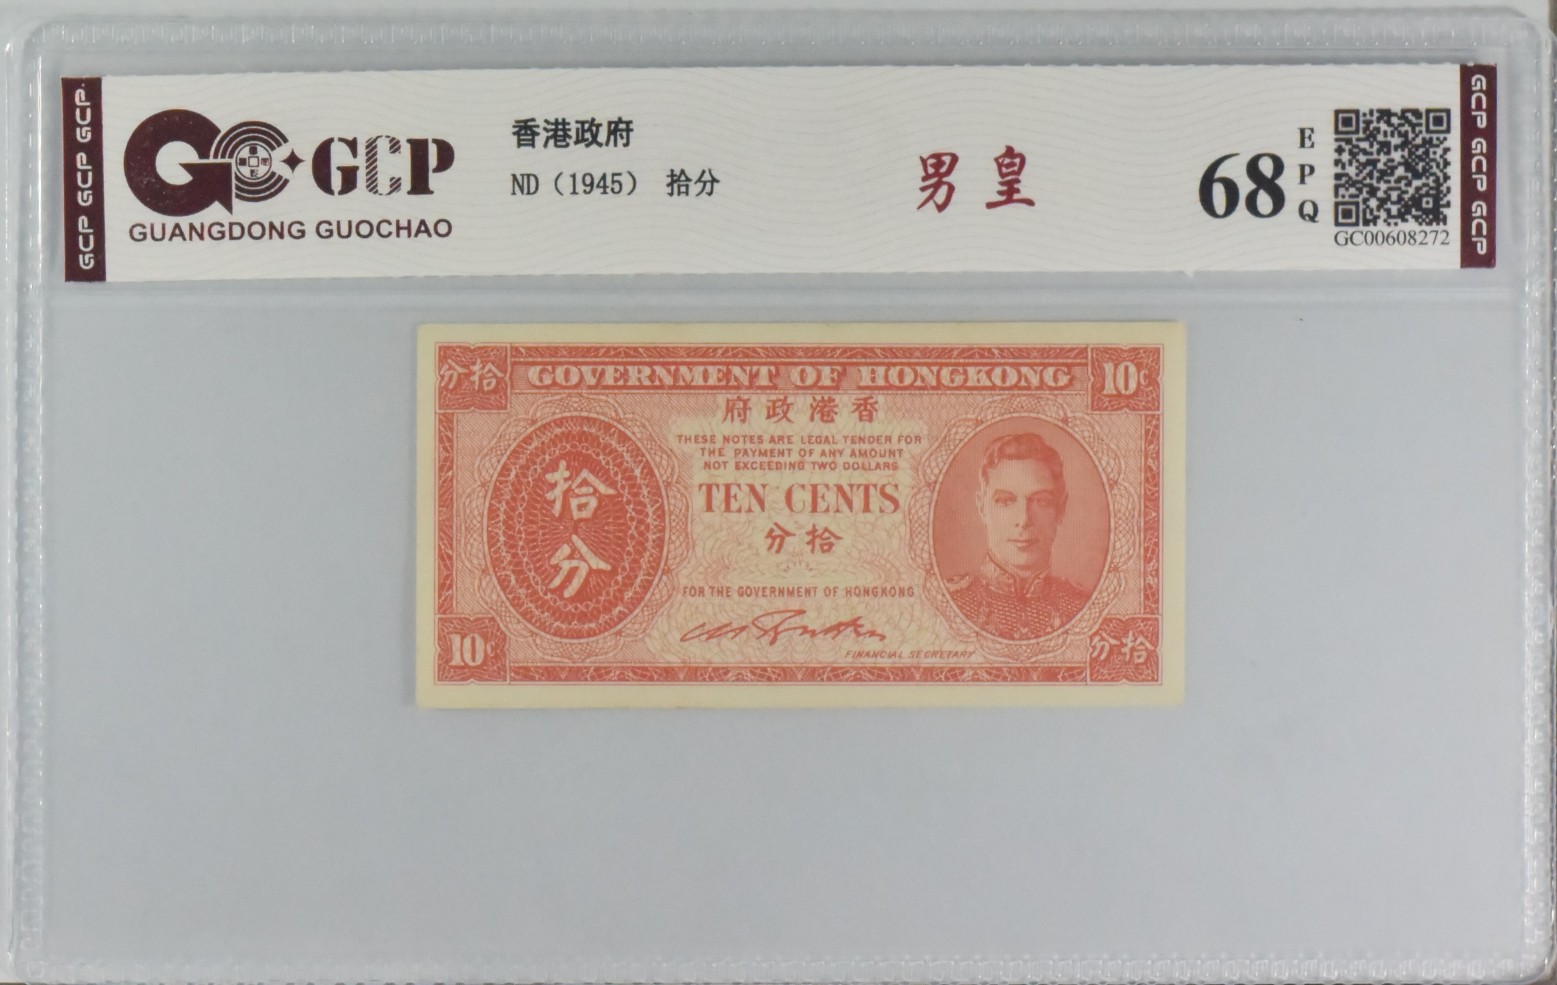 GCP GCP GCP.
GCP
GUANGDONG GUOCHAO
香港政府
ND（1945） 拾分
男皇
68
EPQ
GC00608272
GCP GCP GCP
分拾
GOVERNMENT OF HONGKONG
10c
府政港香
THESE NOTES ARE LEGAL TENDER FOR
THE PAYMENT OF ANY AMOUNT
NOT EXCEEDING TWO DOLLARS
拾分
TEN CENTS
分拾
FOR THE GOVERNMENT OF HONGKONG
FINANCIAL SECRETARY
10c
分拾